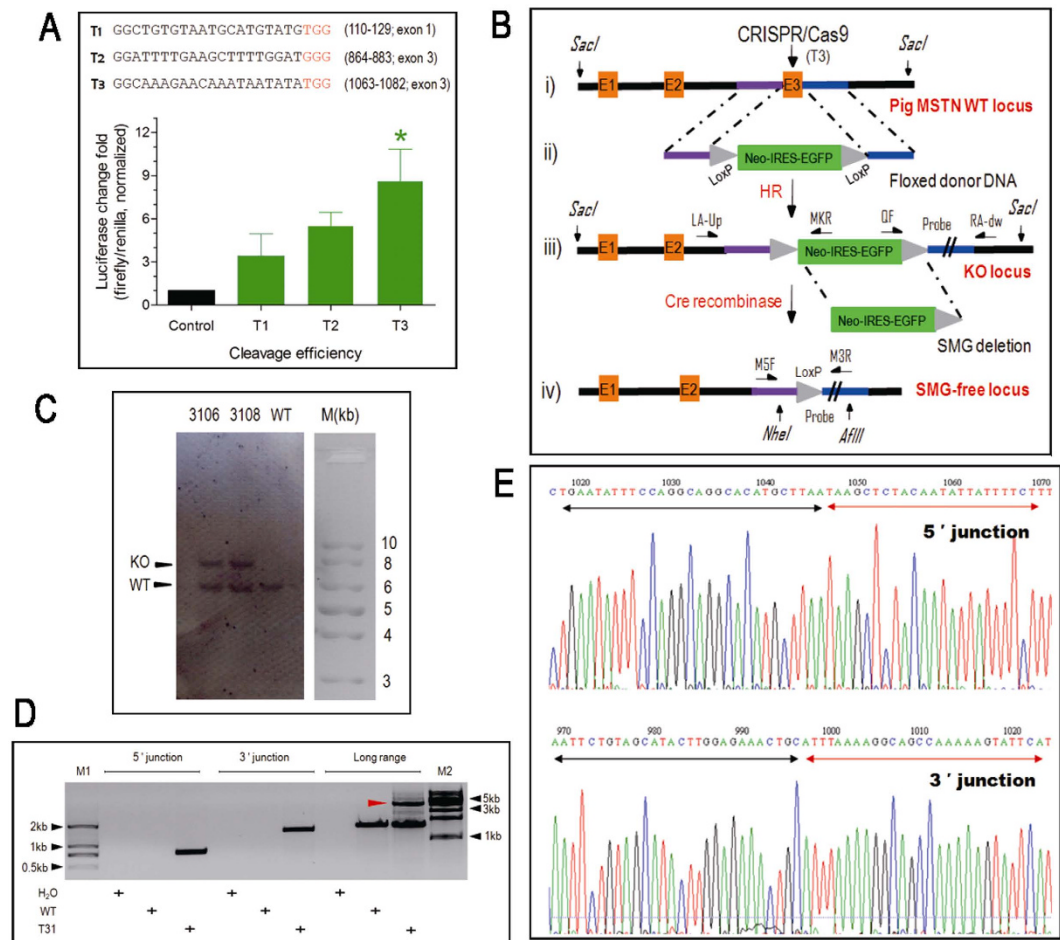 A
T1 GGCTGTGTAATGCATGTATGTGG (110-129; exon 1)
T2 GGATTTTGAAGCTTTTGGATGGG (864-883; exon 3)
T3 GGCAAAGAACAAATAATATATGG (1063-1082; exon 3)
Luciferase change fold
(firefly/renilla, normalized)
12
9
6
3
0
*
Control T1 T2 T3
Cleavage efficiency
B
CRISPR/Cas9
(T3)
SacI SacI
i) E1 E2 E3
Pig MSTN WT locus
ii) Neo-IRES-EGFP
LoxP LoxP
Floxed donor DNA
HR
SacI LA-Up MKR QF Probe RA-dw SacI
iii) E1 E2 Neo-IRES-EGFP
KO locus
Cre recombinase
Neo-IRES-EGFP
SMG deletion
M5F LoxP M3R
iv) E1 E2
SMG-free locus
Probe
NheI AflII
C
3106 3108 WT M(kb)
KO
WT
10
8
6
5
4
3
D
M1 5' junction 3' junction Long range M2
2kb
1kb
0.5kb
5kb
3kb
1kb
H2O + + +
WT + + +
T31 + + +
E
1020 1030 1040 1050 1060 1070
CTGAATATTTCCAGGCAGGCACATGCTTAATAAGCTCTACAATATTATTTTCTTT
5' junction
970 980 990 1000 1010 1020
AATTCTGTAGCATACTTGGAGAAACTGCATTTAAAAGGCAGCCAAAAAGTATTCAT
3' junction